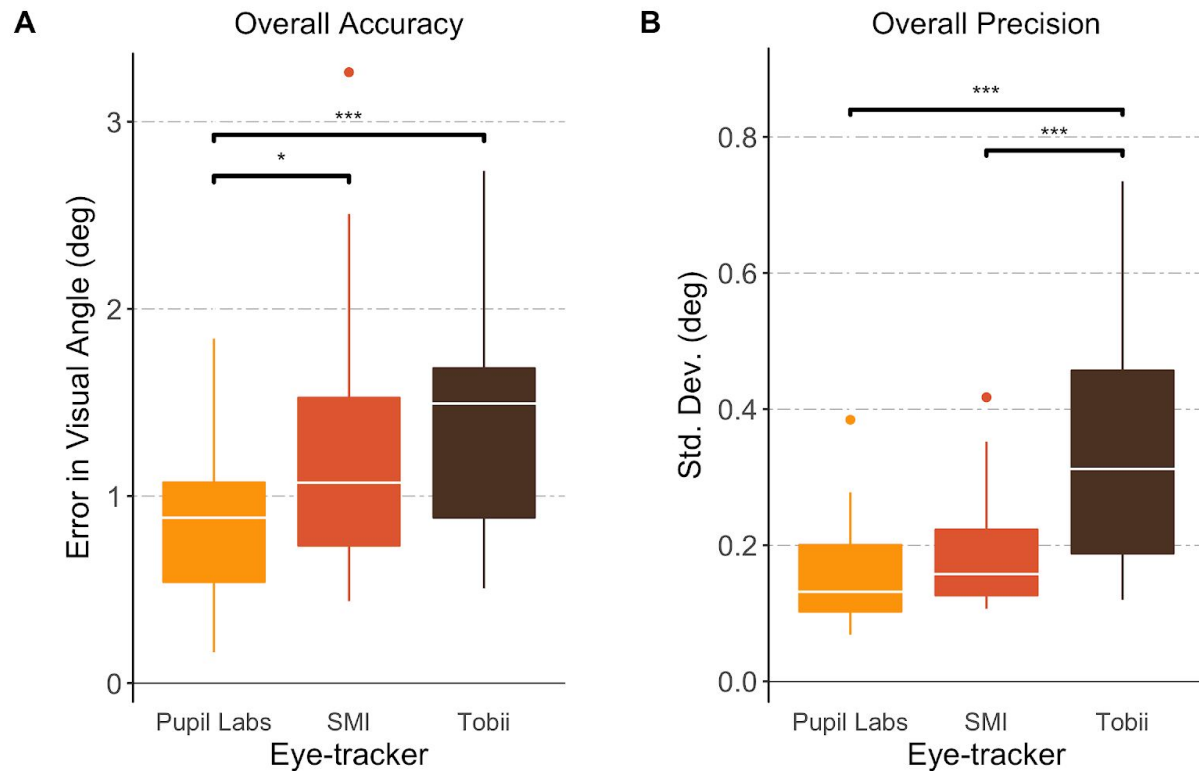 A
Overall Accuracy
***
*
3
2
1
0
Error in Visual Angle (deg)
Pupil Labs
SMI
Tobii
Eye-tracker
B
Overall Precision
***
***
0.8
0.6
0.4
0.2
0.0
Std. Dev. (deg)
Pupil Labs
SMI
Tobii
Eye-tracker